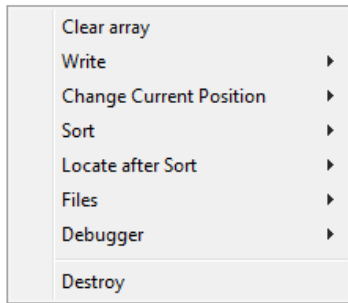 Clear array
Write
Change Current Position
Sort
Locate after Sort
Files
Debugger
Destroy